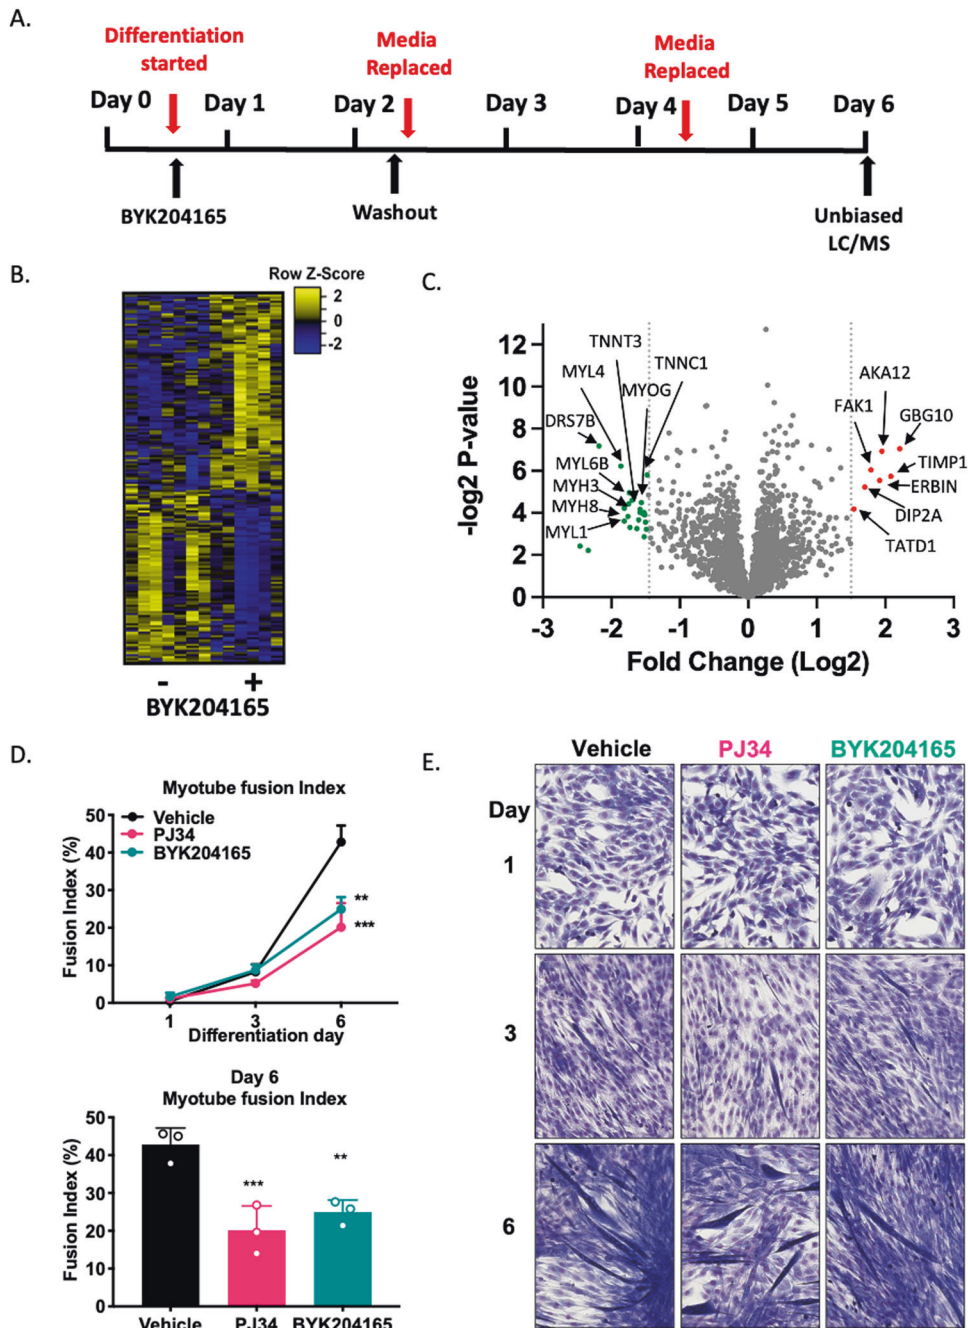 A.
Differentiation
started
Media
Replaced
Media
Replaced
Day 0
Day 1
Day 2
Day 3
Day 4
Day 5
Day 6
BYK204165
Washout
Unbiased
LC/MS
B.
Row Z-Score
2
0
-2
- +
BYK204165
C.
-log2 P-value
12
10
8
6
4
2
0
-3 -2 -1 0 1 2 3
Fold Change (Log2)
TNNT3
TNNC1
MYL4
MYOG
DRS7B
MYL6B
MYH3
MYH8
MYL1
AKA12
FAK1
GBG10
TIMP1
ERBIN
DIP2A
TATD1
D.
Myotube fusion Index
Vehicle
PJ34
BYK204165
Fusion Index (%)
50
40
30
20
10
0
**
***
1 3 6
Differentiation day
Day 6
Myotube fusion Index
Fusion Index (%)
50
40
30
20
10
0
***
**
Vehicle PJ34 BYK204165
E.
Vehicle PJ34 BYK204165
Day
1
3
6